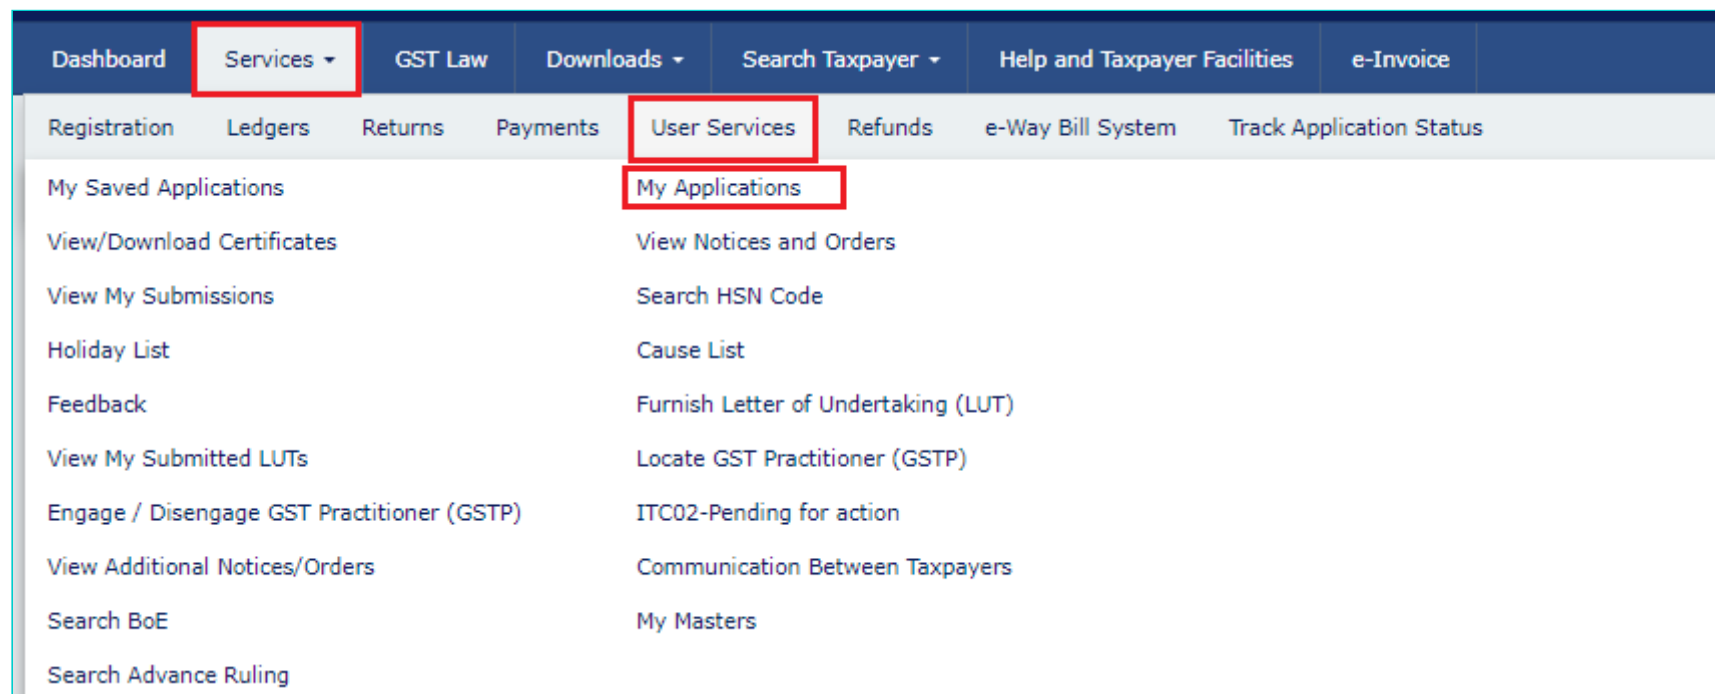 Dashboard Services GST Law Downloads Search Taxpayer Help and Taxpayer Facilities e-Invoice
Registration Ledgers Returns Payments User Services Refunds e-Way Bill System Track Application Status
My Saved Applications My Applications
View/Download Certificates View Notices and Orders
View My Submissions Search HSN Code
Holiday List Cause List
Feedback Furnish Letter of Undertaking (LUT)
View My Submitted LUTs Locate GST Practitioner (GSTP)
Engage / Disengage GST Practitioner (GSTP) ITC02-Pending for action
View Additional Notices/Orders Communication Between Taxpayers
Search BoE My Masters
Search Advance Ruling